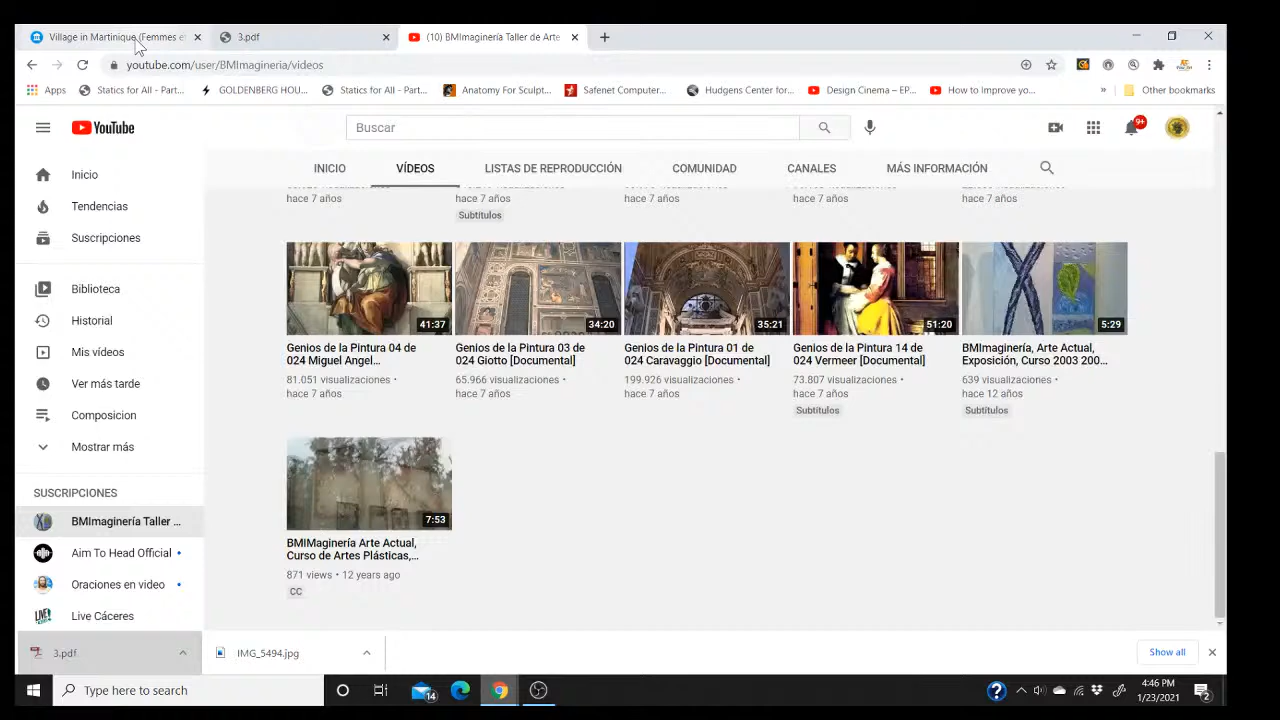 Village in Martinique (Femmes et
3.pdf
(10) BMImaginería Taller de Arte
youtube.com/user/BMImagineria/videos
Apps
Statics for All - Part...
GOLDENBERG HOU...
Statics for All - Part...
Anatomy For Sculpt...
Safenet Computer...
Hudgens Center for...
Design Cinema – EP...
How to Improve yo...
»
Other bookmarks
YouTube
Buscar
9+
INICIO
VÍDEOS
LISTAS DE REPRODUCCIÓN
COMUNIDAD
CANALES
MÁS INFORMACIÓN
Inicio
Tendencias
Suscripciones
Biblioteca
Historial
Mis vídeos
Ver más tarde
Composicion
Mostrar más
SUSCRIPCIONES
BMImaginería Taller ...
Aim To Head Official
Oraciones en video
Live Cáceres
hace 7 años
hace 7 años
Subtítulos
hace 7 años
hace 7 años
hace 7 años
41:37
Genios de la Pintura 04 de
024 Miguel Angel...
81.051 visualizaciones •
hace 7 años
34:20
Genios de la Pintura 03 de
024 Giotto [Documental]
65.966 visualizaciones •
hace 7 años
35:21
Genios de la Pintura 01 de
024 Caravaggio [Documental]
199.926 visualizaciones •
hace 7 años
51:20
Genios de la Pintura 14 de
024 Vermeer [Documental]
73.807 visualizaciones •
hace 7 años
Subtítulos
5:29
BMImaginería, Arte Actual,
Exposición, Curso 2003 200...
639 visualizaciones •
hace 12 años
Subtítulos
7:53
BMIMaginería Arte Actual,
Curso de Artes Plásticas,...
871 views • 12 years ago
CC
3.pdf
IMG_5494.jpg
Show all
Type here to search
14
4:46 PM
1/23/2021
2